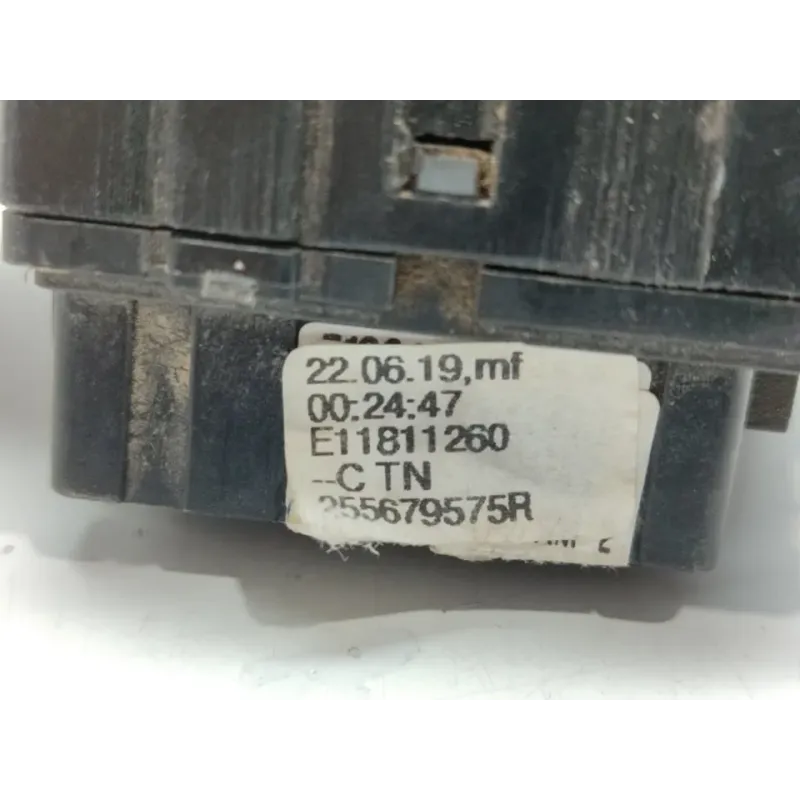 22.06.19,mf
00:24:47
E11811260
--C TN
255679575R